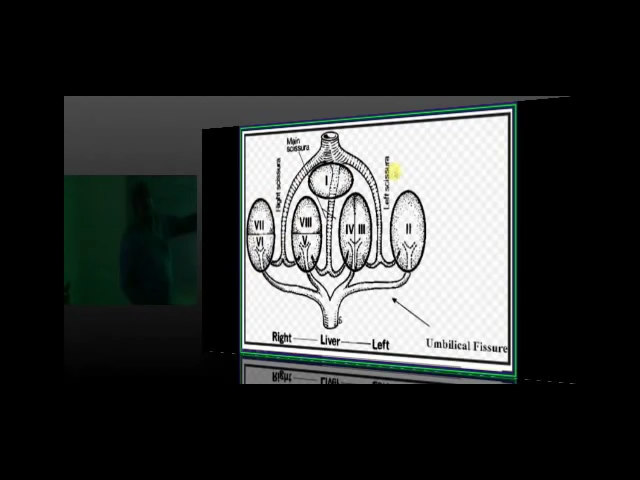 Main
scissura
Right scissura
Left scissura
I
VII
VI
VIII
V
IV III
II
Right Liver Left
Umbilical Fissure